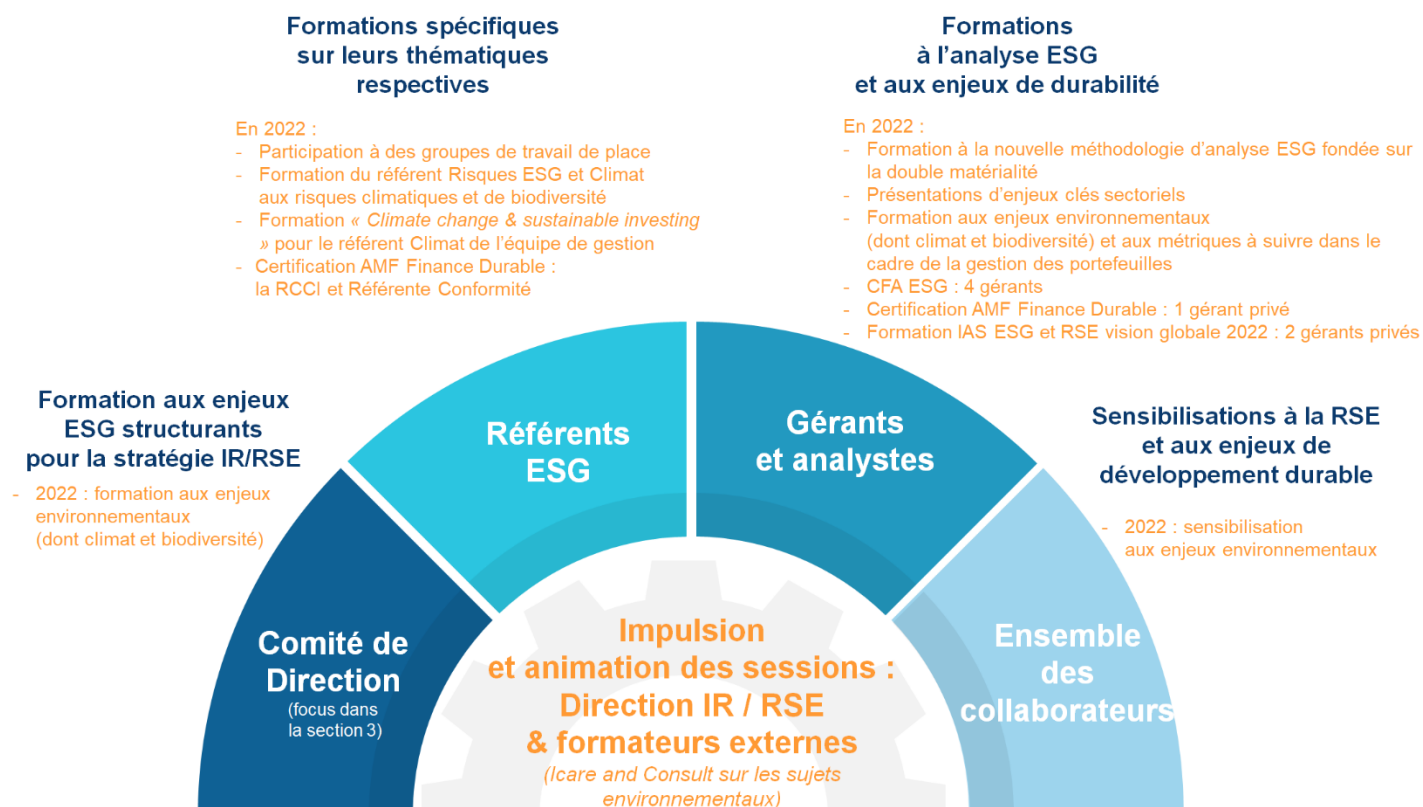 Formations spécifiques
sur leurs thématiques
respectives
En 2022 :
- Participation à des groupes de travail de place
- Formation du référent Risques ESG et Climat
aux risques climatiques et de biodiversité
- Formation « Climate change & sustainable investing
» pour le référent Climat de l'équipe de gestion
- Certification AMF Finance Durable :
la RCCI et Référente Conformité
Formations
à l'analyse ESG
et aux enjeux de durabilité
En 2022 :
- Formation à la nouvelle méthodologie d'analyse ESG fondée sur
la double matérialité
- Présentations d'enjeux clés sectoriels
- Formation aux enjeux environnementaux
(dont climat et biodiversité) et aux métriques à suivre dans le
cadre de la gestion des portefeuilles
- CFA ESG : 4 gérants
- Certification AMF Finance Durable : 1 gérant privé
- Formation IAS ESG et RSE vision globale 2022 : 2 gérants privés
Formation aux enjeux
ESG structurants
pour la stratégie IR/RSE
- 2022 : formation aux enjeux
environnementaux
(dont climat et biodiversité)
Référents
ESG
Gérants
et analystes
Sensibilisations à la RSE
et aux enjeux de
développement durable
- 2022 : sensibilisation
aux enjeux environnementaux
Comité de
Direction
(focus dans
la section 3)
Impulsion
et animation des sessions :
Direction IR / RSE
& formateurs externes
(Icare and Consult sur les sujets
environnementaux)
Ensemble
des
collaborateurs